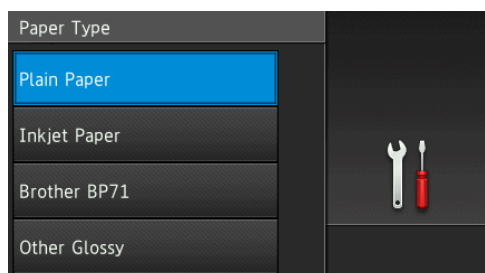 Paper Type
Plain Paper
Inkjet Paper
Brother BP71
Other Glossy